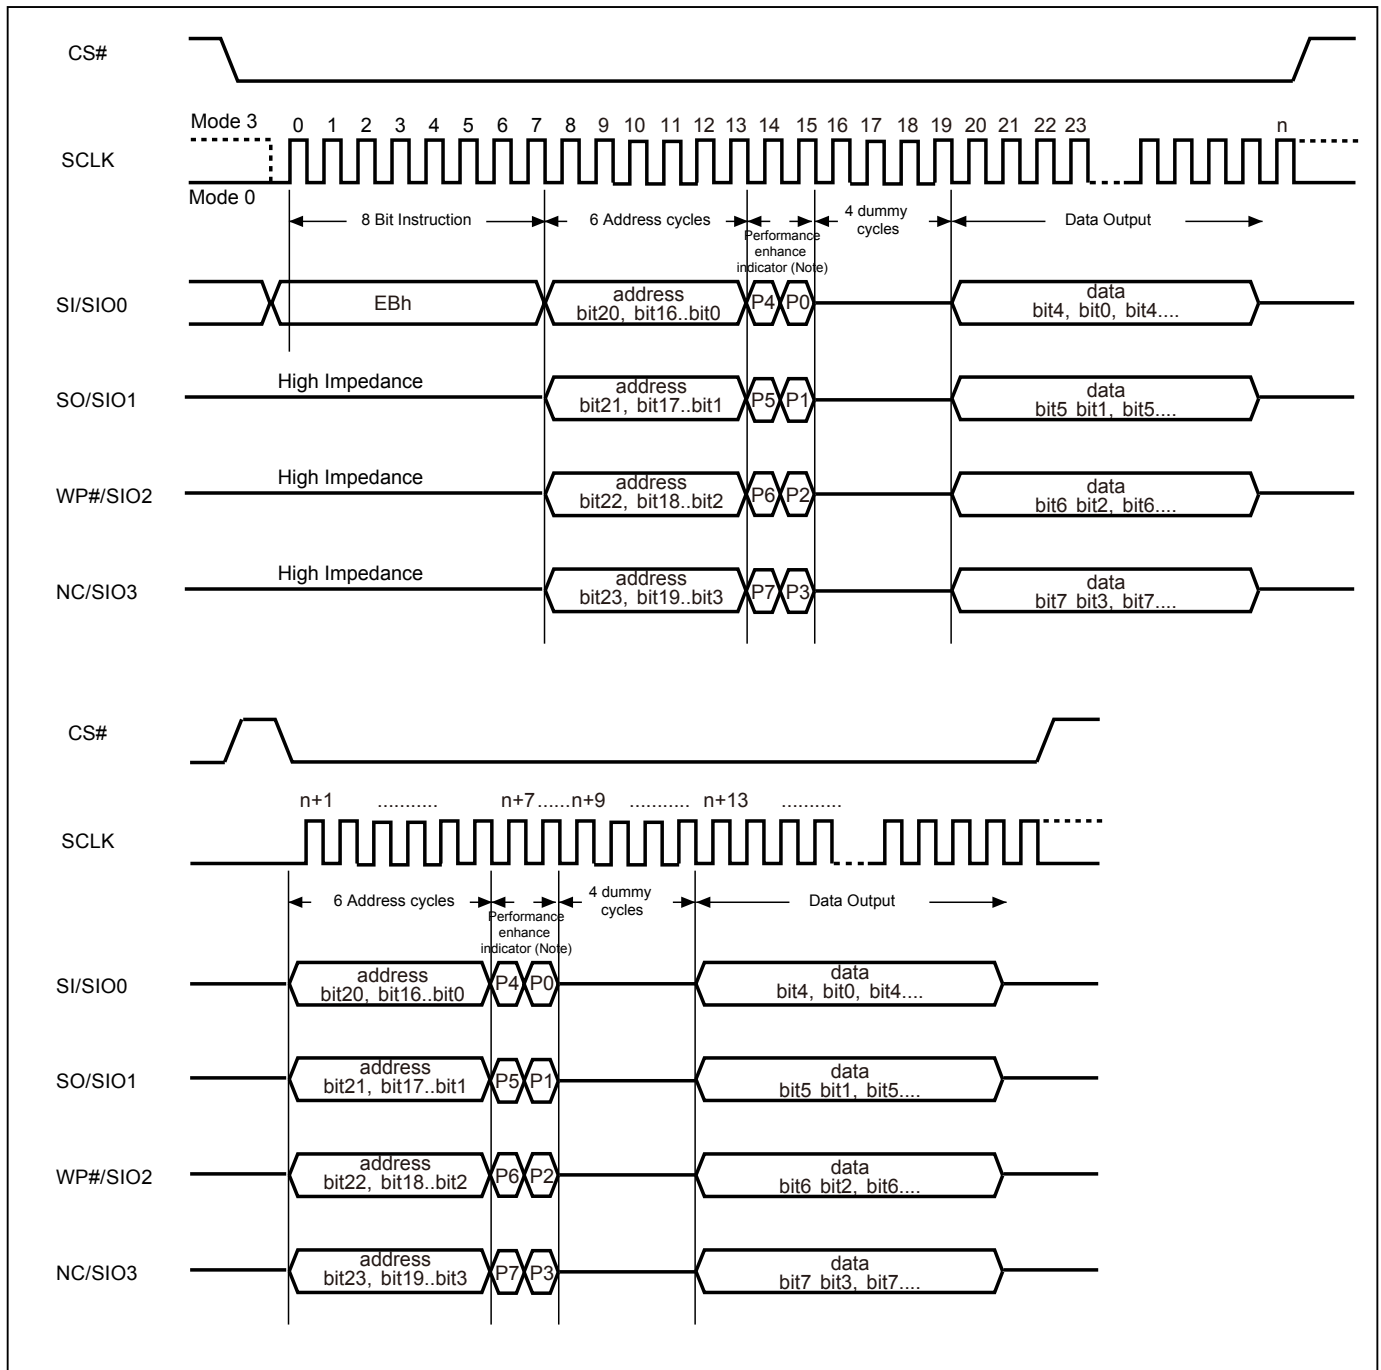 CS#
Mode 3
0 1 2 3 4 5 6 7 8 9 10 11 12 13 14 15 16 17 18 19 20 21 22 23 n
SCLK
Mode 0
8 Bit Instruction
6 Address cycles
4 dummy
cycles
Data Output
Performance
enhance
indicator (Note)
SI/SIO0
EBh
address
bit20, bit16..bit0
P4 P0
data
bit4, bit0, bit4....
High Impedance
SO/SIO1
address
bit21, bit17..bit1
P5 P1
data
bit5 bit1, bit5....
High Impedance
WP#/SIO2
address
bit22, bit18..bit2
P6 P2
data
bit6 bit2, bit6....
High Impedance
NC/SIO3
address
bit23, bit19..bit3
P7 P3
data
bit7 bit3, bit7....
CS#
n+1 ........... n+7......n+9 ........... n+13 ...........
SCLK
6 Address cycles
4 dummy
cycles
Data Output
Performance
enhance
indicator (Note)
SI/SIO0
address
bit20, bit16..bit0
P4 P0
data
bit4, bit0, bit4....
SO/SIO1
address
bit21, bit17..bit1
P5 P1
data
bit5 bit1, bit5....
WP#/SIO2
address
bit22, bit18..bit2
P6 P2
data
bit6 bit2, bit6....
NC/SIO3
address
bit23, bit19..bit3
P7 P3
data
bit7 bit3, bit7....